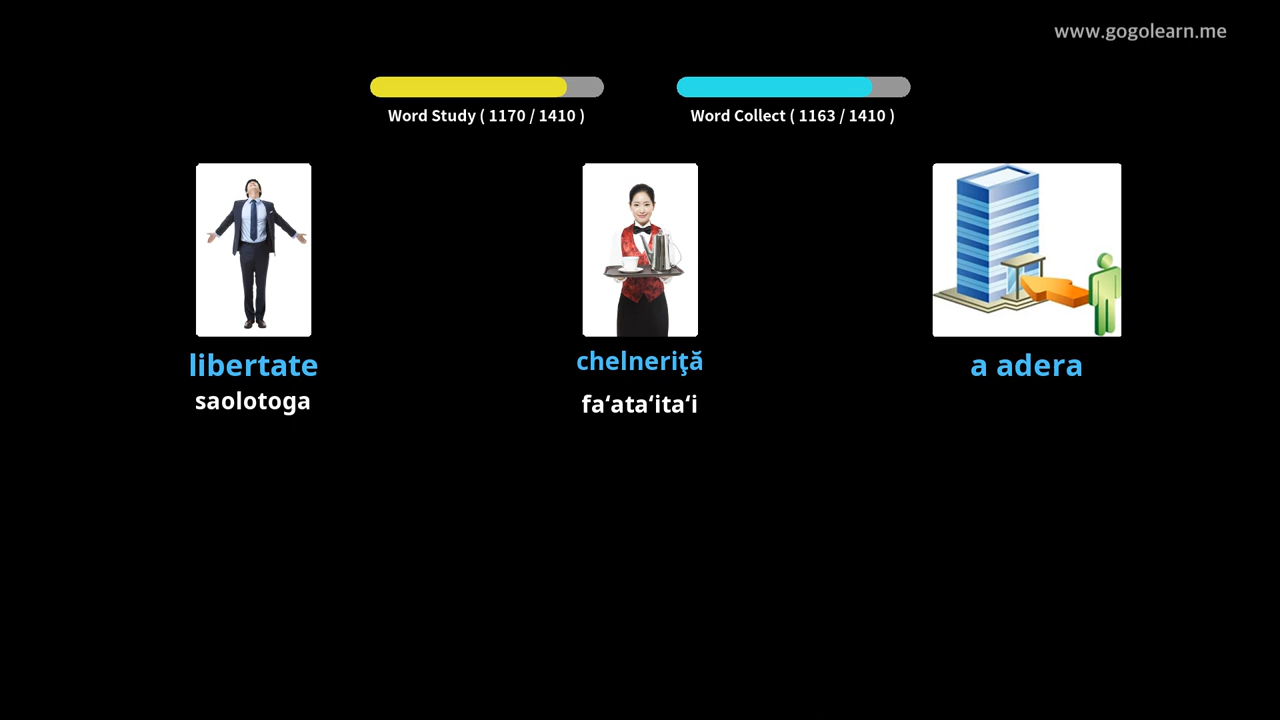 www.gogolearn.me
Word Study ( 1170 / 1410 )
Word Collect ( 1163 / 1410 )
libertate
saolotoga
chelneriţă
fa‘ata‘ita‘i
a adera